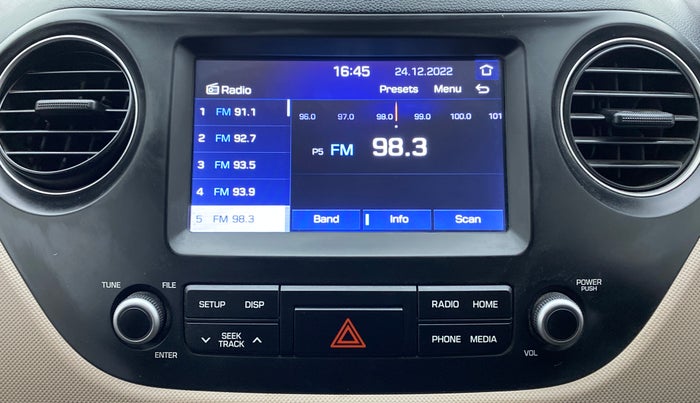 16:45 24.12.2022
Radio Presets Menu
1 FM 91.1
2 FM 92.7
3 FM 93.5
4 FM 93.9
5 FM 98.3
96.0 97.0 98.0 99.0 100.0 101
P5 FM 98.3
Band Info Scan
TUNE FILE
ENTER
SETUP DISP
SEEK
TRACK
RADIO HOME
PHONE MEDIA
POWER
PUSH
VOL